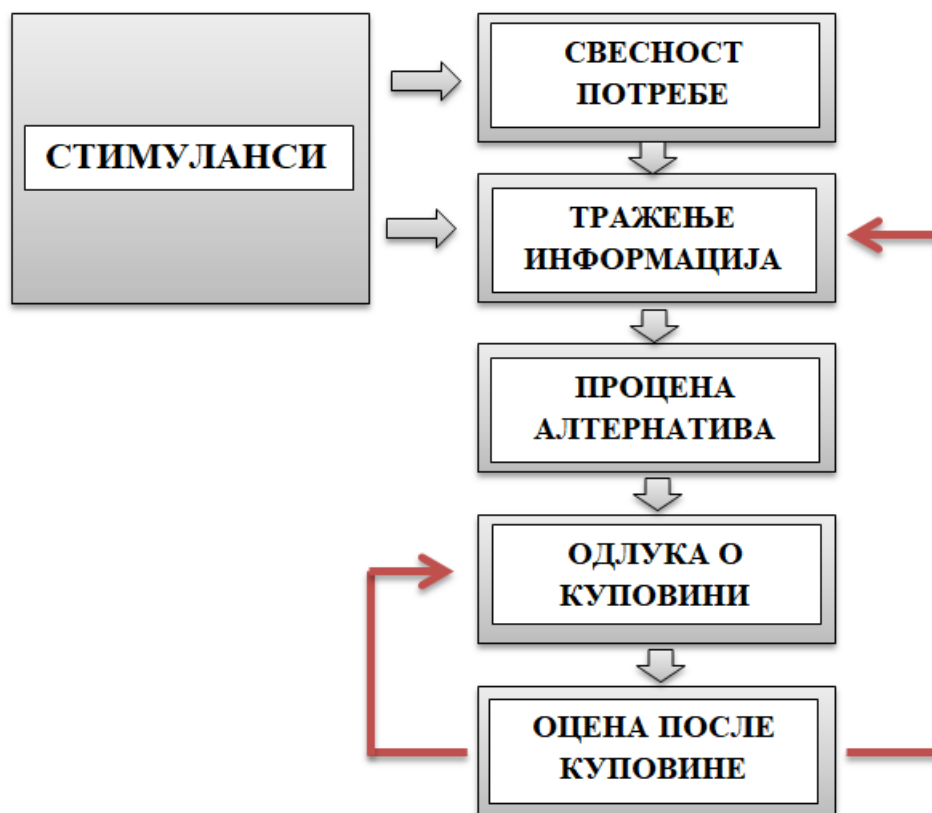 СТИМУЛАНСИ
СВЕСНОСТ
ПОТРЕБЕ
ТРАЖЕЊЕ
ИНФОРМАЦИЈА
ПРОЦЕНА
АЛТЕРНАТИВА
ОДЛУКА О
КУПОВИНИ
ОЦЕНА ПОСЛЕ
КУПОВИНЕ